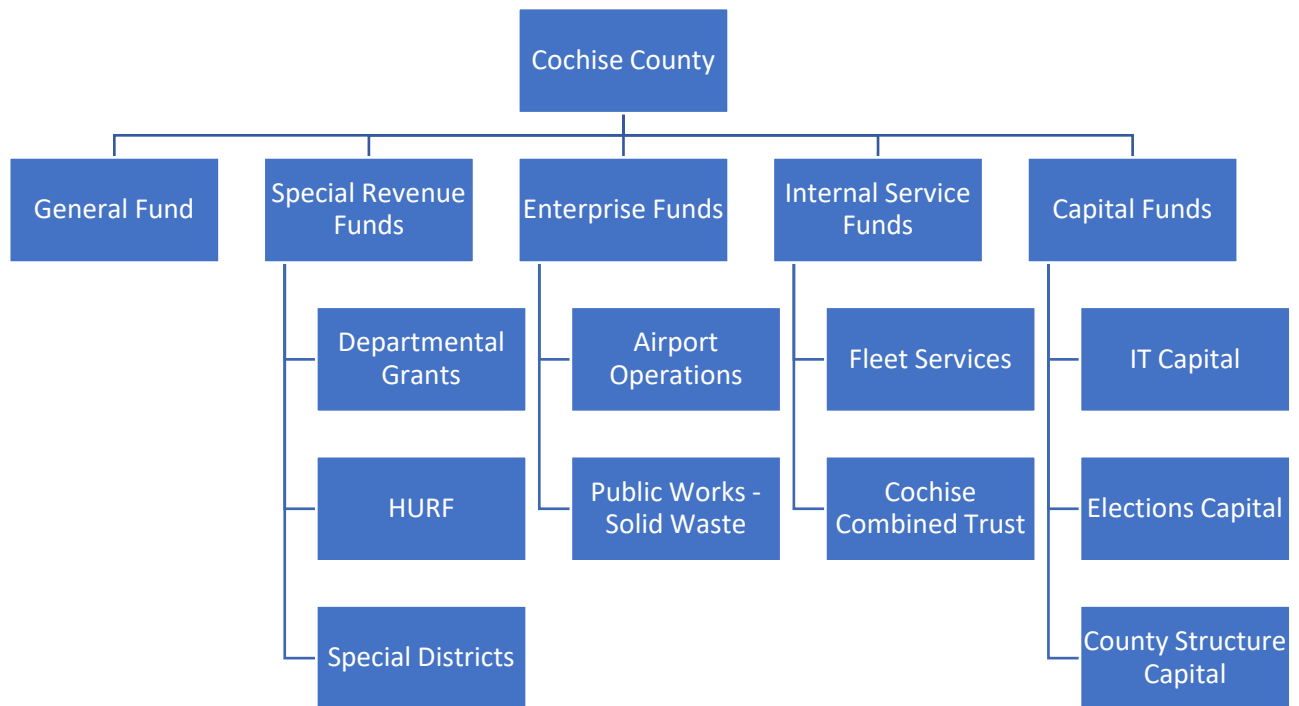 Cochise County
General Fund
Special Revenue
Funds
Enterprise Funds
Internal Service
Funds
Capital Funds
Departmental
Grants
Airport
Operations
Fleet Services
IT Capital
HURF
Public Works -
Solid Waste
Cochise
Combined Trust
Elections Capital
Special Districts
County Structure
Capital